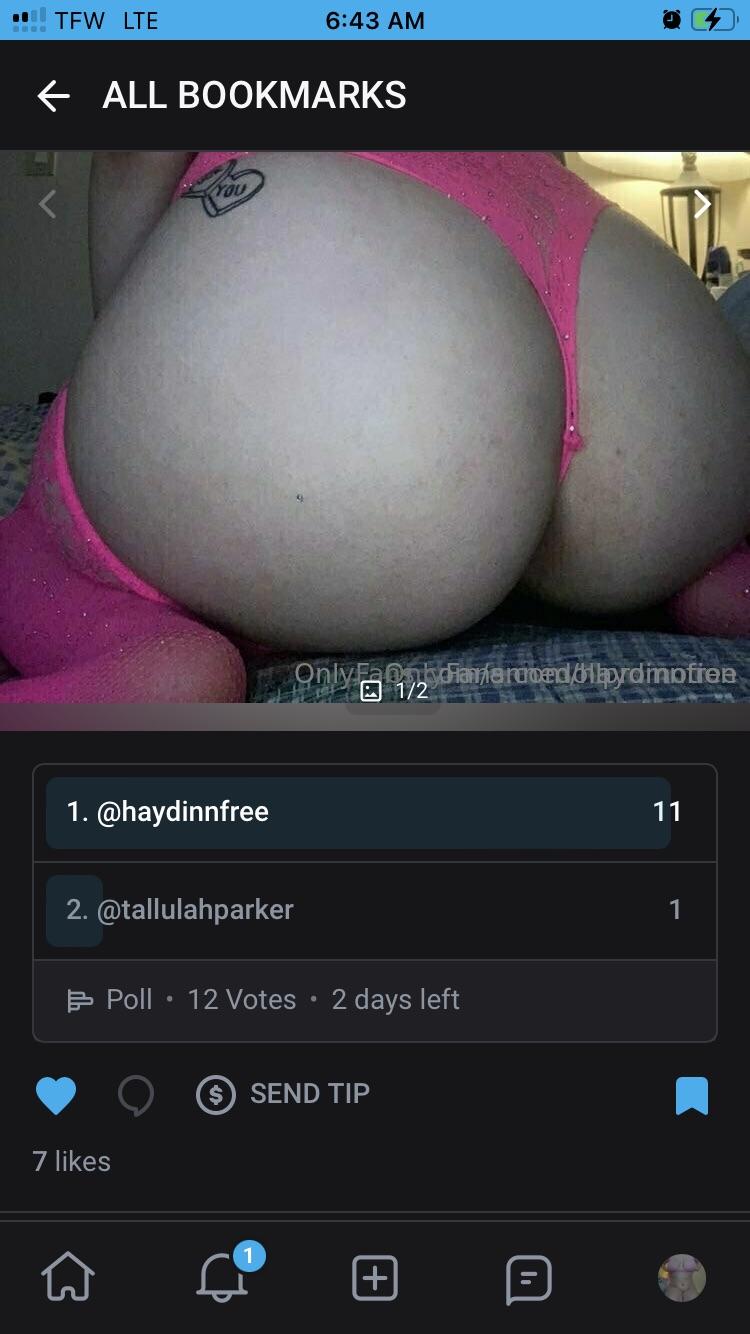 TFW LTE 6:43 AM
ALL BOOKMARKS
YOU
1/2
1. @haydinnfree 11
2. @tallulahparker 1
Poll • 12 Votes • 2 days left
SEND TIP
7 likes
1